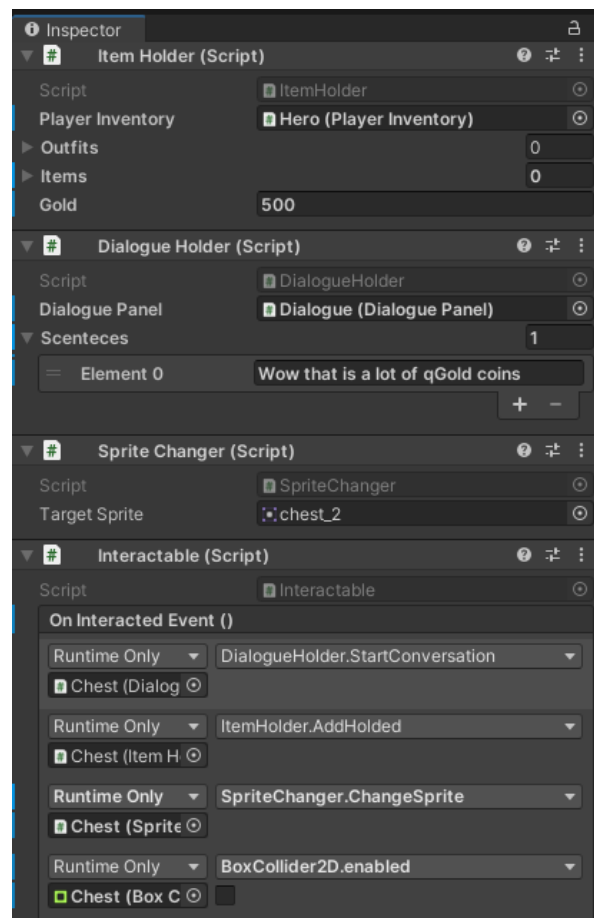 Inspector
Item Holder (Script)
Script ItemHolder
Player Inventory Hero (Player Inventory)
Outfits 0
Items 0
Gold 500
Dialogue Holder (Script)
Script DialogueHolder
Dialogue Panel Dialogue (Dialogue Panel)
Scenteces 1
Element 0 Wow that is a lot of qGold coins
+ −
Sprite Changer (Script)
Script SpriteChanger
Target Sprite chest_2
Interactable (Script)
Script Interactable
On Interacted Event ()
Runtime Only DialogueHolder.StartConversation
Chest (Dialog
Runtime Only ItemHolder.AddHolded
Chest (Item H
Runtime Only SpriteChanger.ChangeSprite
Chest (Sprite
Runtime Only BoxCollider2D.enabled
Chest (Box C